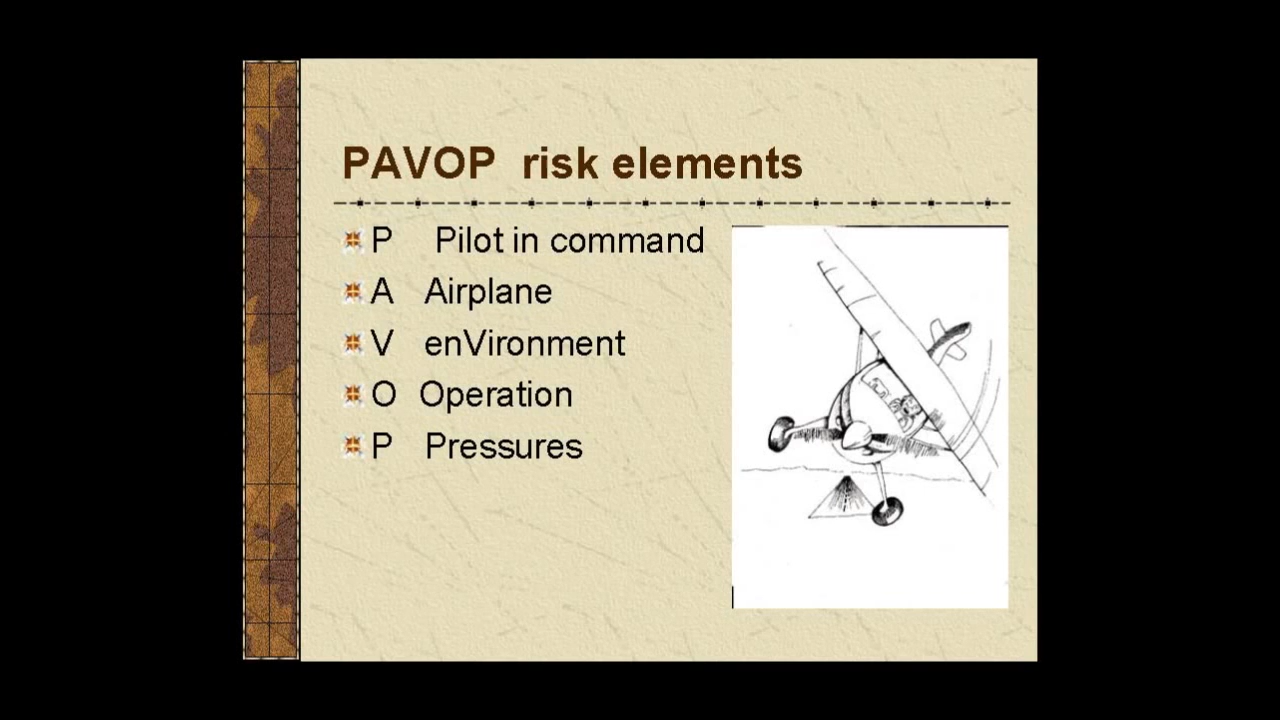 PAVOP risk elements
P Pilot in command
A Airplane
V enVironment
O Operation
P Pressures